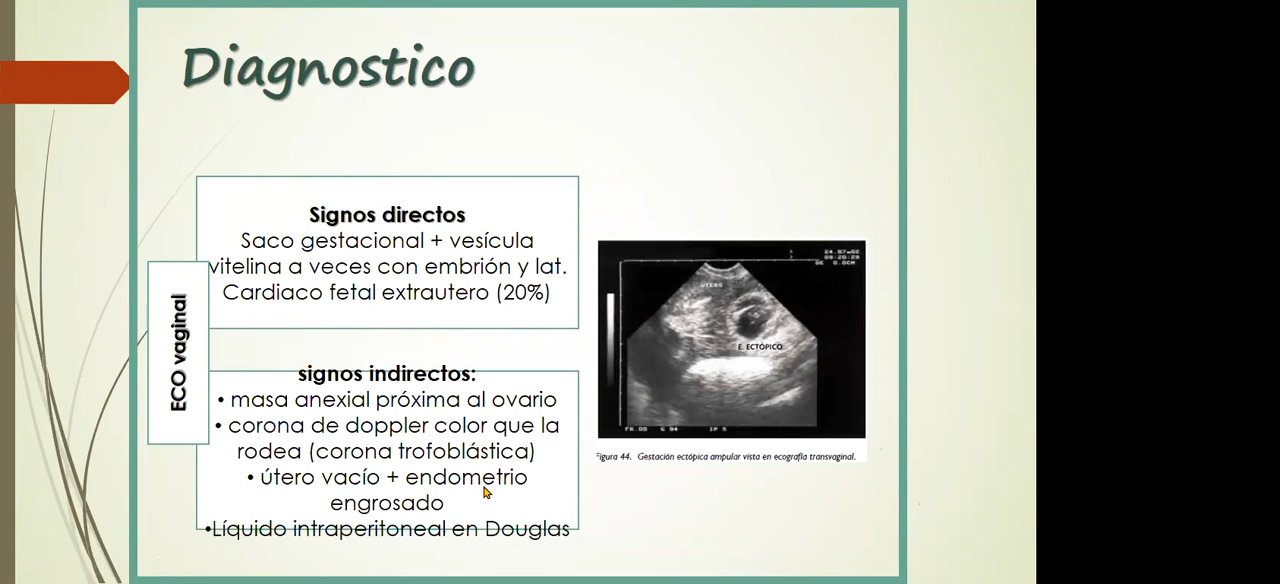 Diagnostico
Signos directos
Saco gestacional + vesícula
vitelina a veces con embrión y lat.
Cardiaco fetal extrautero (20%)
ECO vaginal
signos indirectos:
• masa anexial próxima al ovario
• corona de doppler color que la
rodea (corona trofoblástica)
• útero vacío + endometrio
engrosado
•Líquido intraperitoneal en Douglas
UTERO
E. ECTÓPICO
Figura 44. Gestación ectópica ampular vista en ecografía transvaginal.